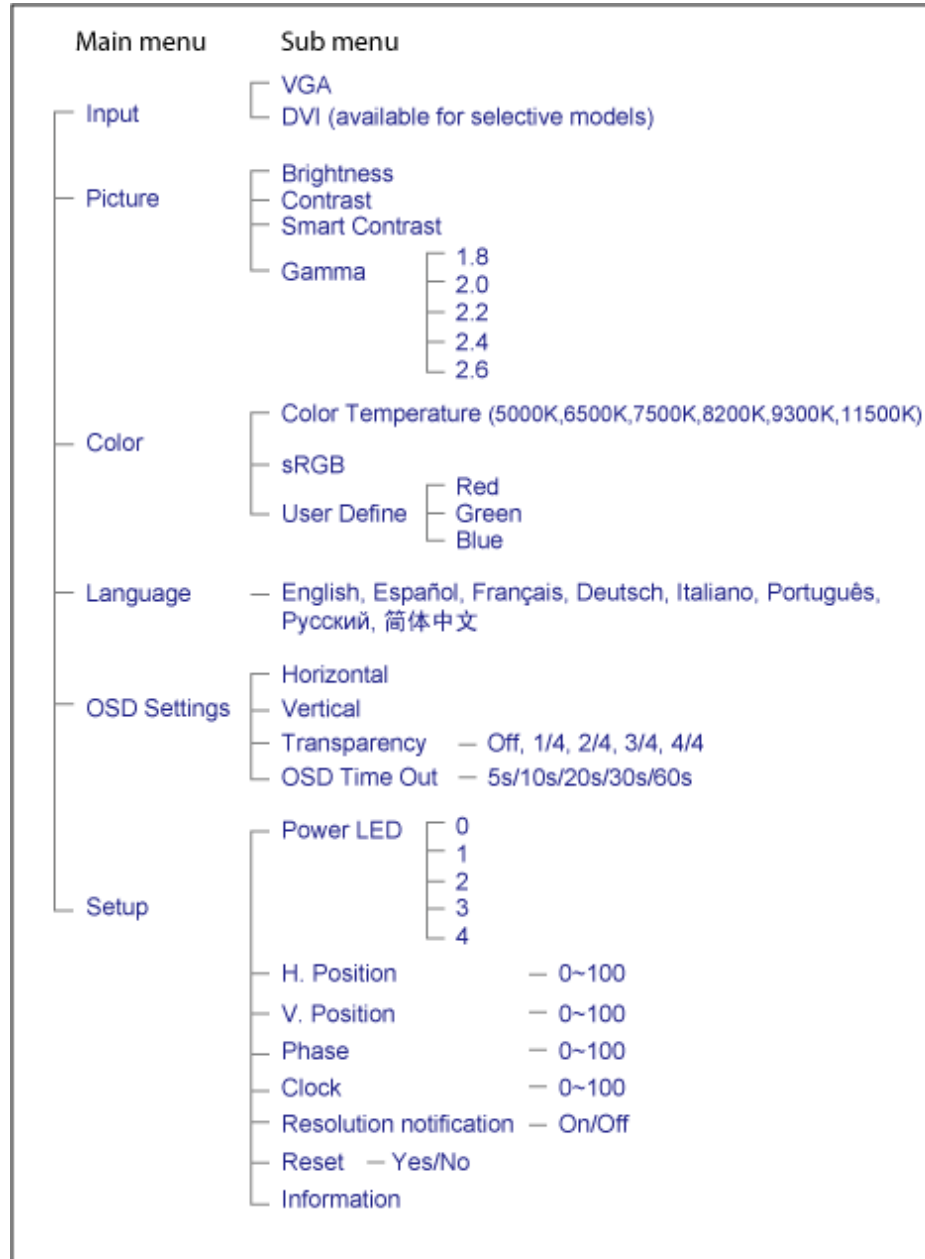 Main menu Sub menu
VGA
Input DVI (available for selective models)
Brightness
Picture Contrast
Smart Contrast
Gamma 1.8
2.0
2.2
2.4
2.6
Color Temperature (5000K,6500K,7500K,8200K,9300K,11500K)
Color
sRGB
Red
User Define Green
Blue
Language English, Español, Français, Deutsch, Italiano, Português,
Русский, 简体中文
Horizontal
OSD Settings Vertical
Transparency Off, 1/4, 2/4, 3/4, 4/4
OSD Time Out 5s/10s/20s/30s/60s
Power LED 0
1
2
Setup 3
4
H. Position 0~100
V. Position 0~100
Phase 0~100
Clock 0~100
Resolution notification On/Off
Reset Yes/No
Information